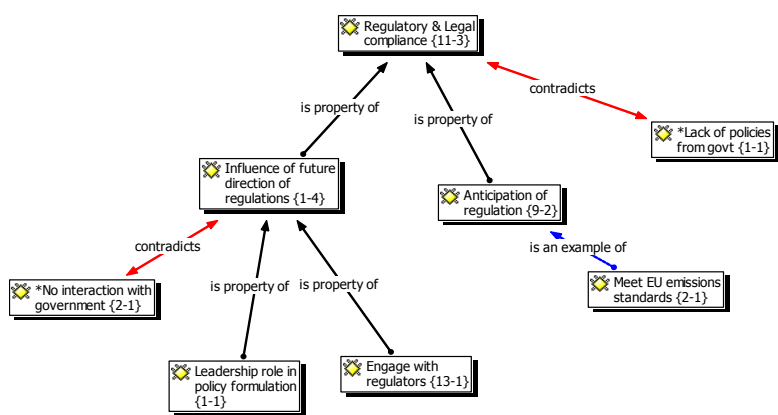 Regulatory & Legal
compliance {11-3}
contradicts
is property of
is property of
*Lack of policies
from govt {1-1}
Influence of future
direction of
regulations {1-4}
Anticipation of
regulation {9-2}
contradicts
is an example of
*No interaction with
government {2-1}
is property of
is property of
Meet EU emissions
standards {2-1}
Leadership role in
policy formulation
{1-1}
Engage with
regulators {13-1}